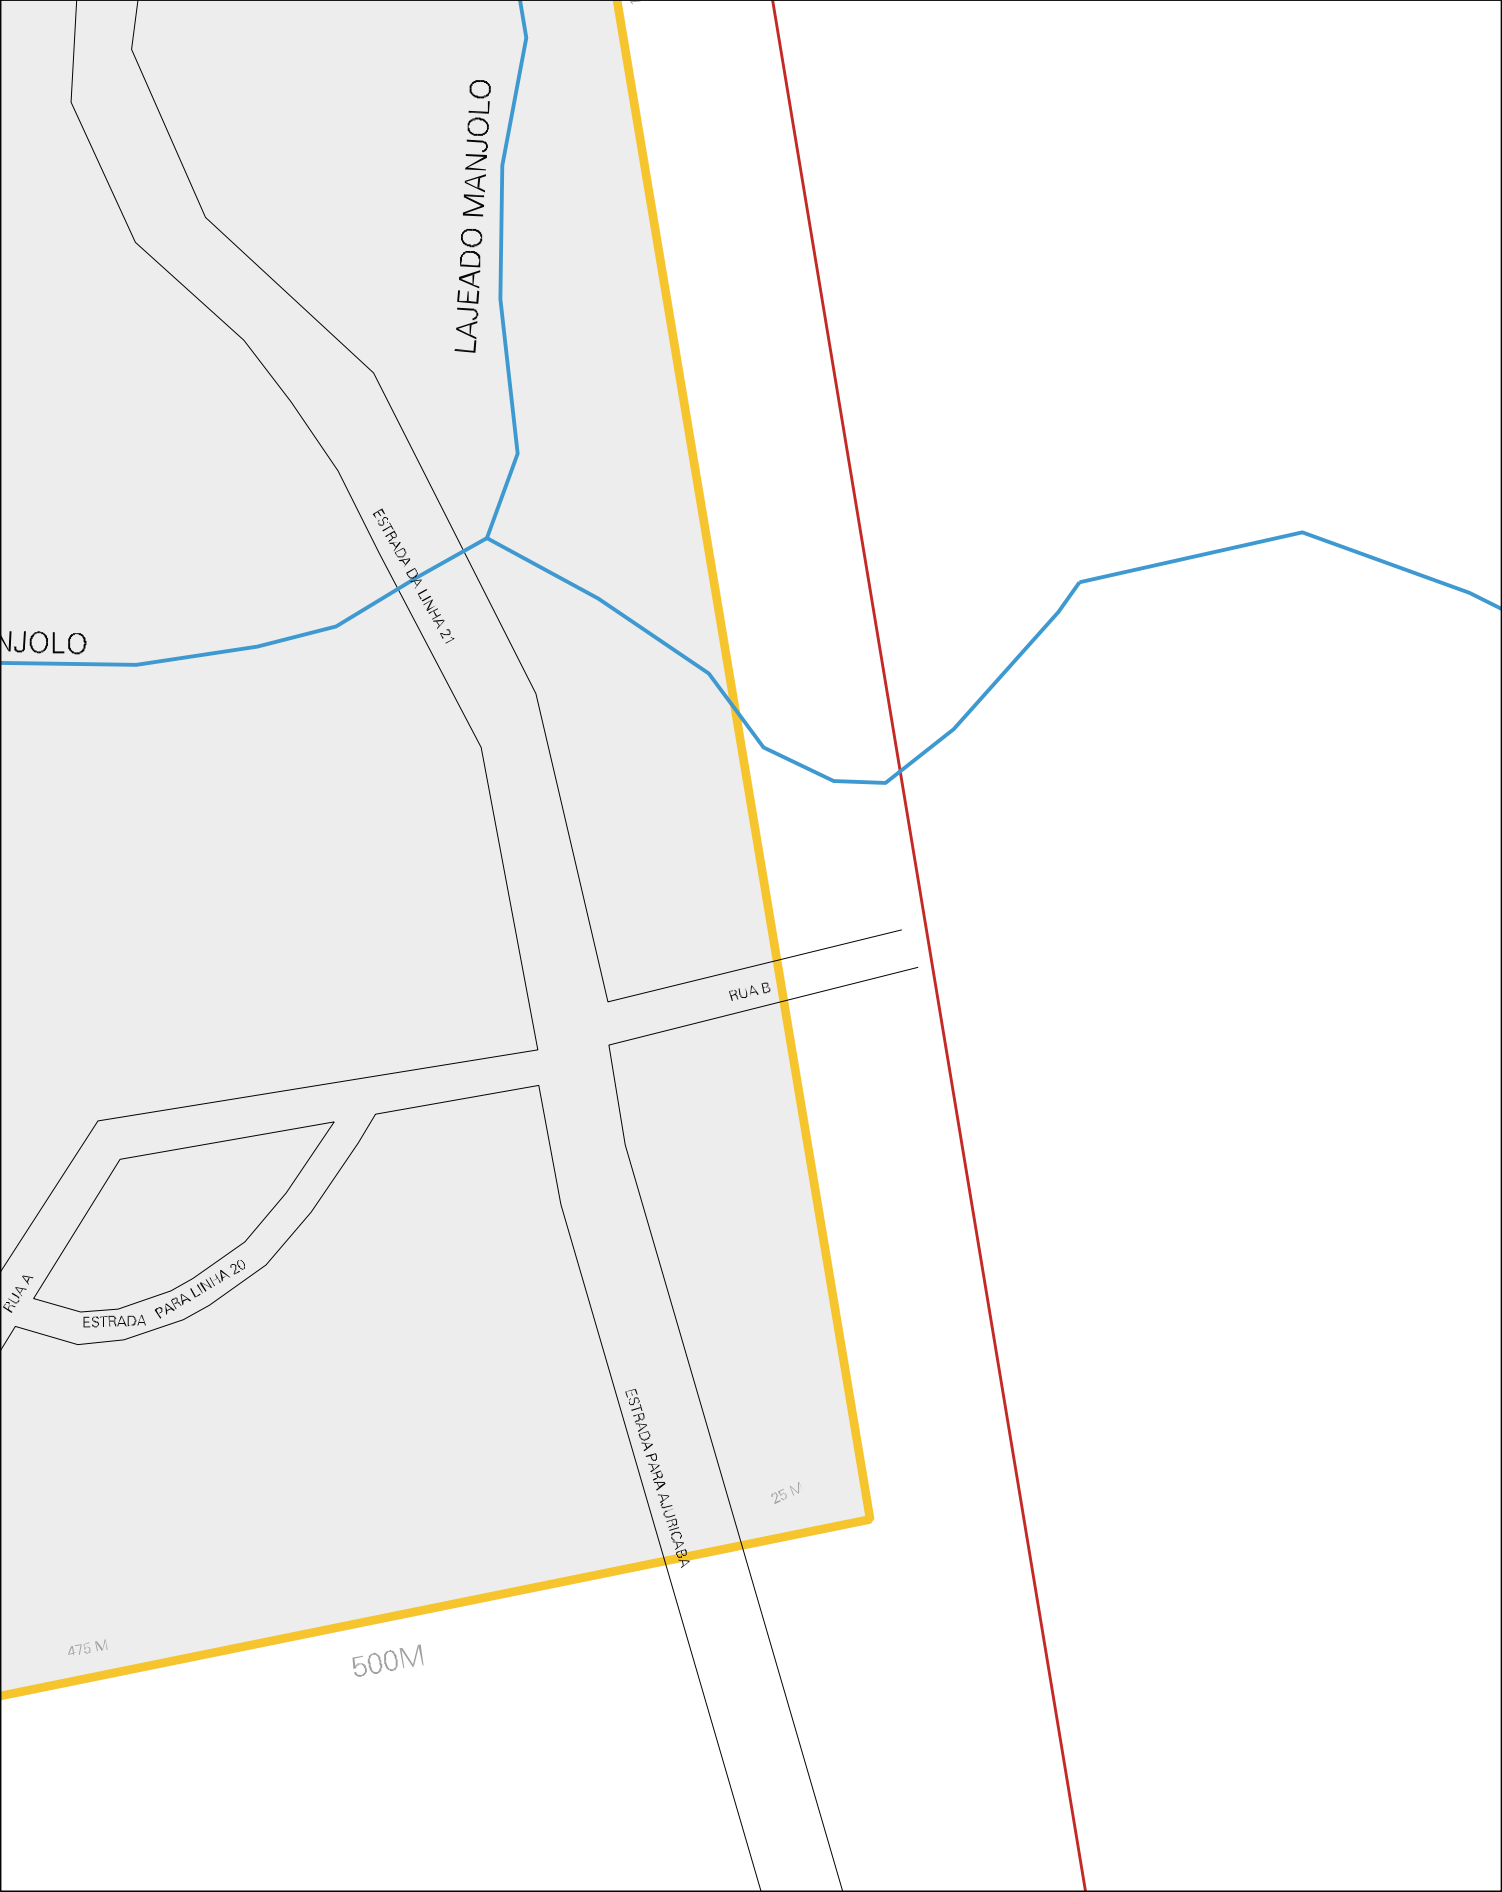 LAJEADO MANJOLO
ESTRADA DA LINHA 21
NJOLO
RUA B
RUA A
ESTRADA PARA LINHA 20
ESTRADA PARA AJURICABA
25 M
475 M
500M